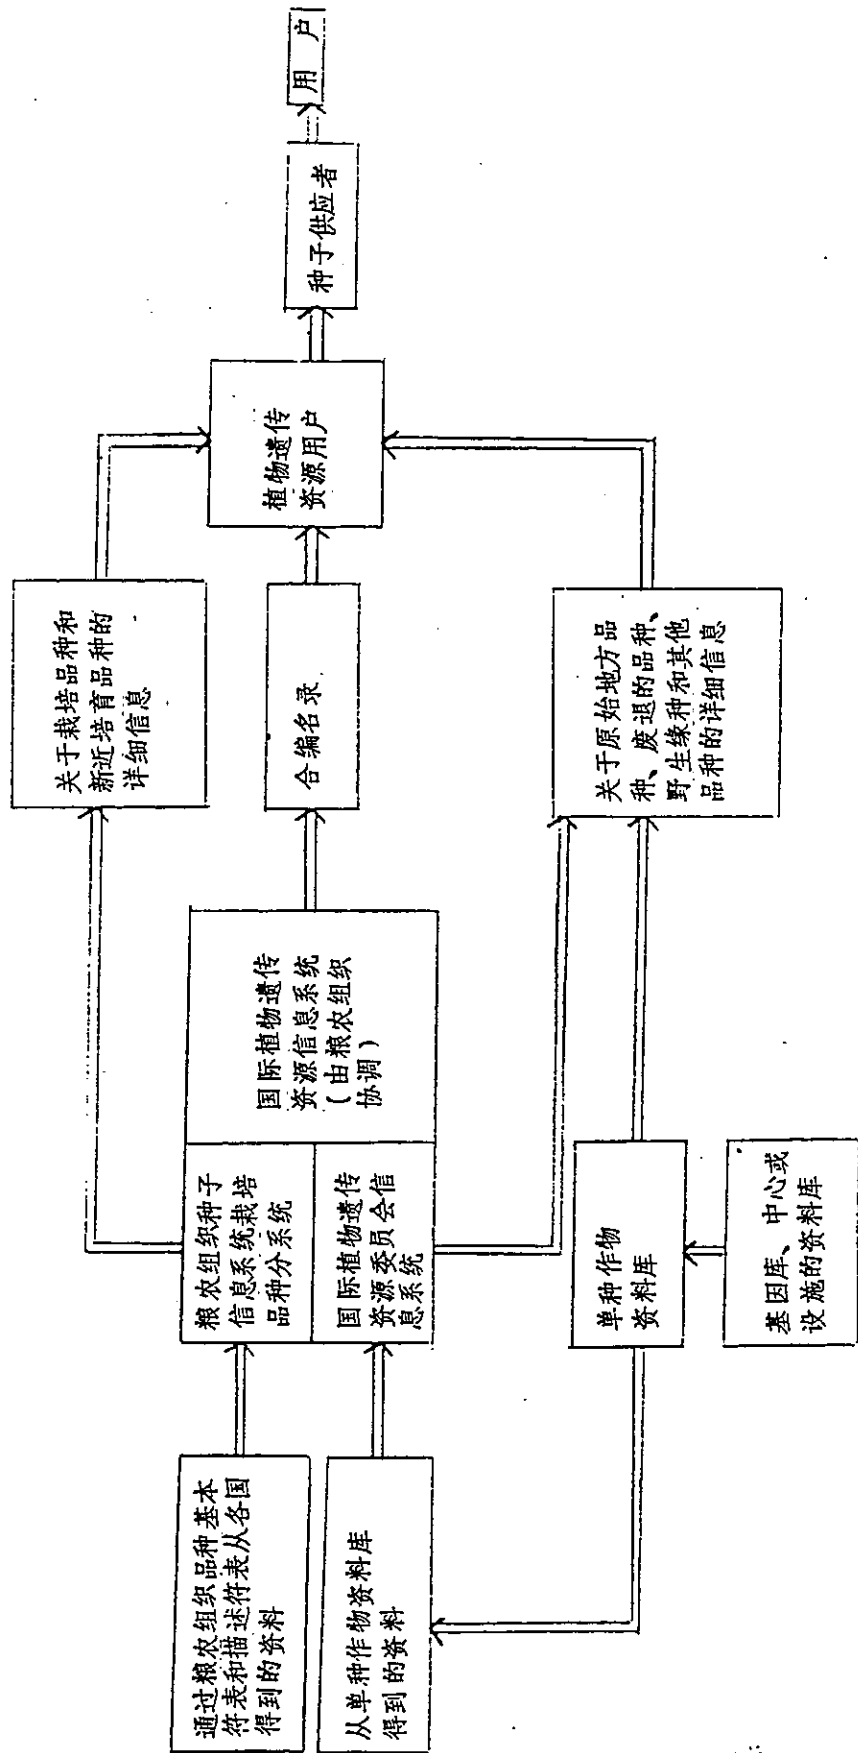 通过粮农组织品种基本
符表和描述符表从各国
得到的资料
从单种作物资料库
得到的资料
粮农组织种子
信息系统栽培
品种分系统
国际植物遗传
资源委员会信
息系统
国际植物遗传
资源信息系统
(由粮农组织
协调)
单种作物
资料库
基因库、中心或
设施的资料库
关于栽培品种和
新近培育品种的
详细信息
合编名录
关于原始地方品
种、废退的品种、
野生缘种和其他
品种的详细信息
植物遗传
资源用户
种子供应者
用户